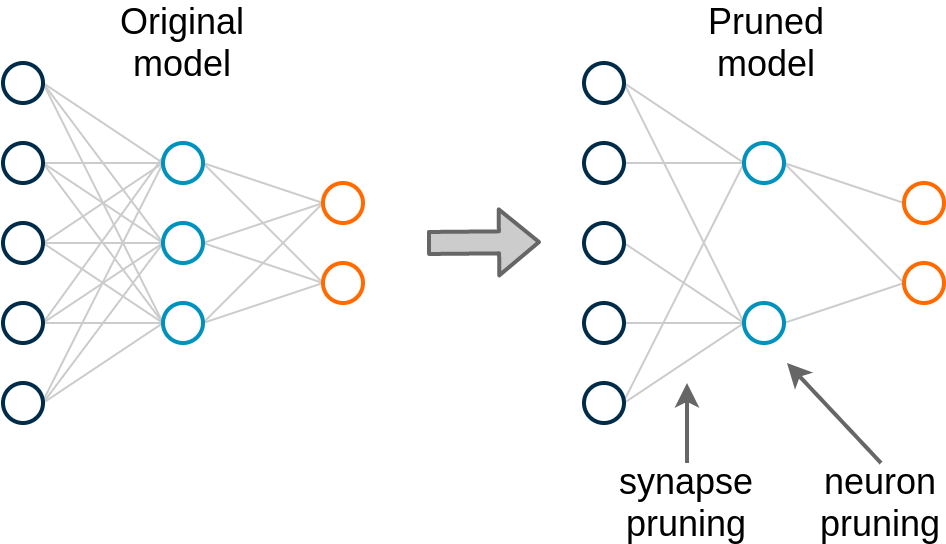 Original
model
Pruned
model
synapse
pruning
neuron
pruning